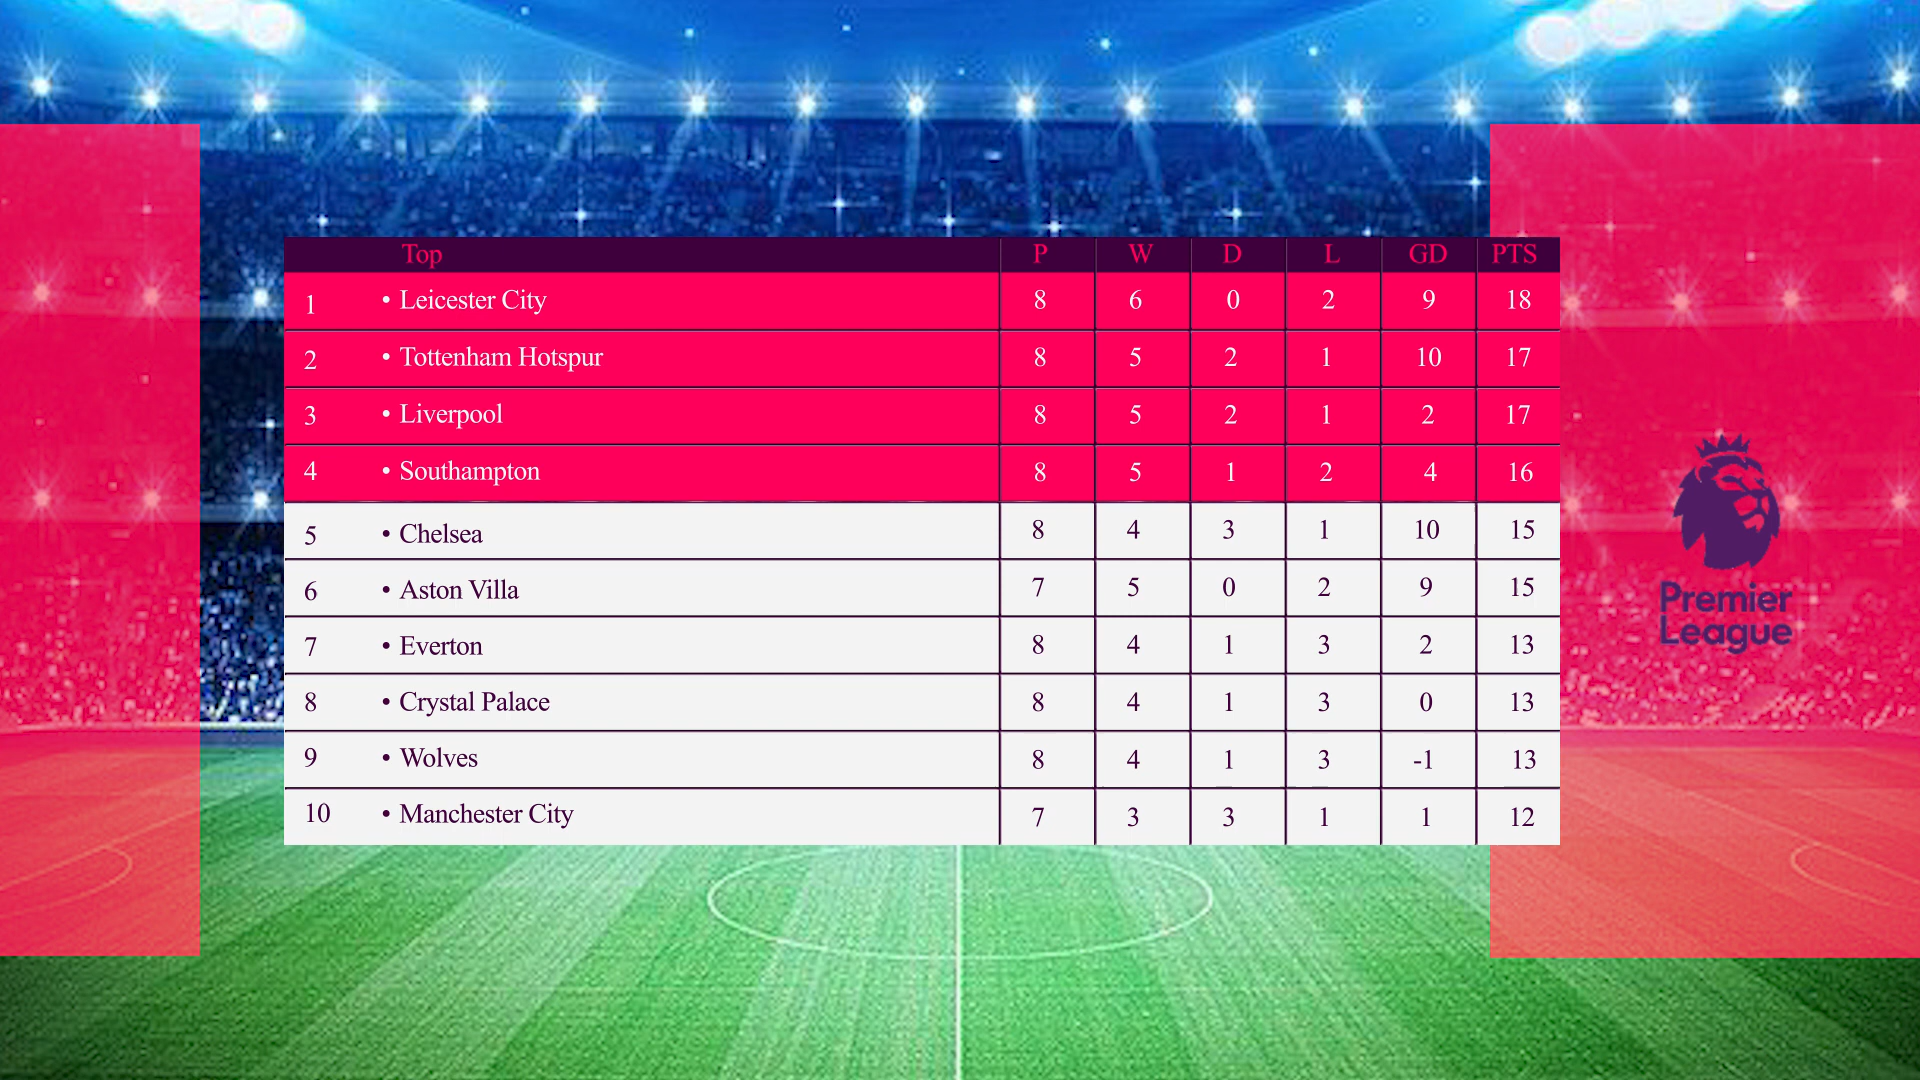 Top P W D L GD PTS
1 • Leicester City 8 6 0 2 9 18
2 • Tottenham Hotspur 8 5 2 1 10 17
3 • Liverpool 8 5 2 1 2 17
4 • Southampton 8 5 1 2 4 16
5 • Chelsea 8 4 3 1 10 15
6 • Aston Villa 7 5 0 2 9 15
7 • Everton 8 4 1 3 2 13
8 • Crystal Palace 8 4 1 3 0 13
9 • Wolves 8 4 1 3 -1 13
10 • Manchester City 7 3 3 1 1 12
Premier
League